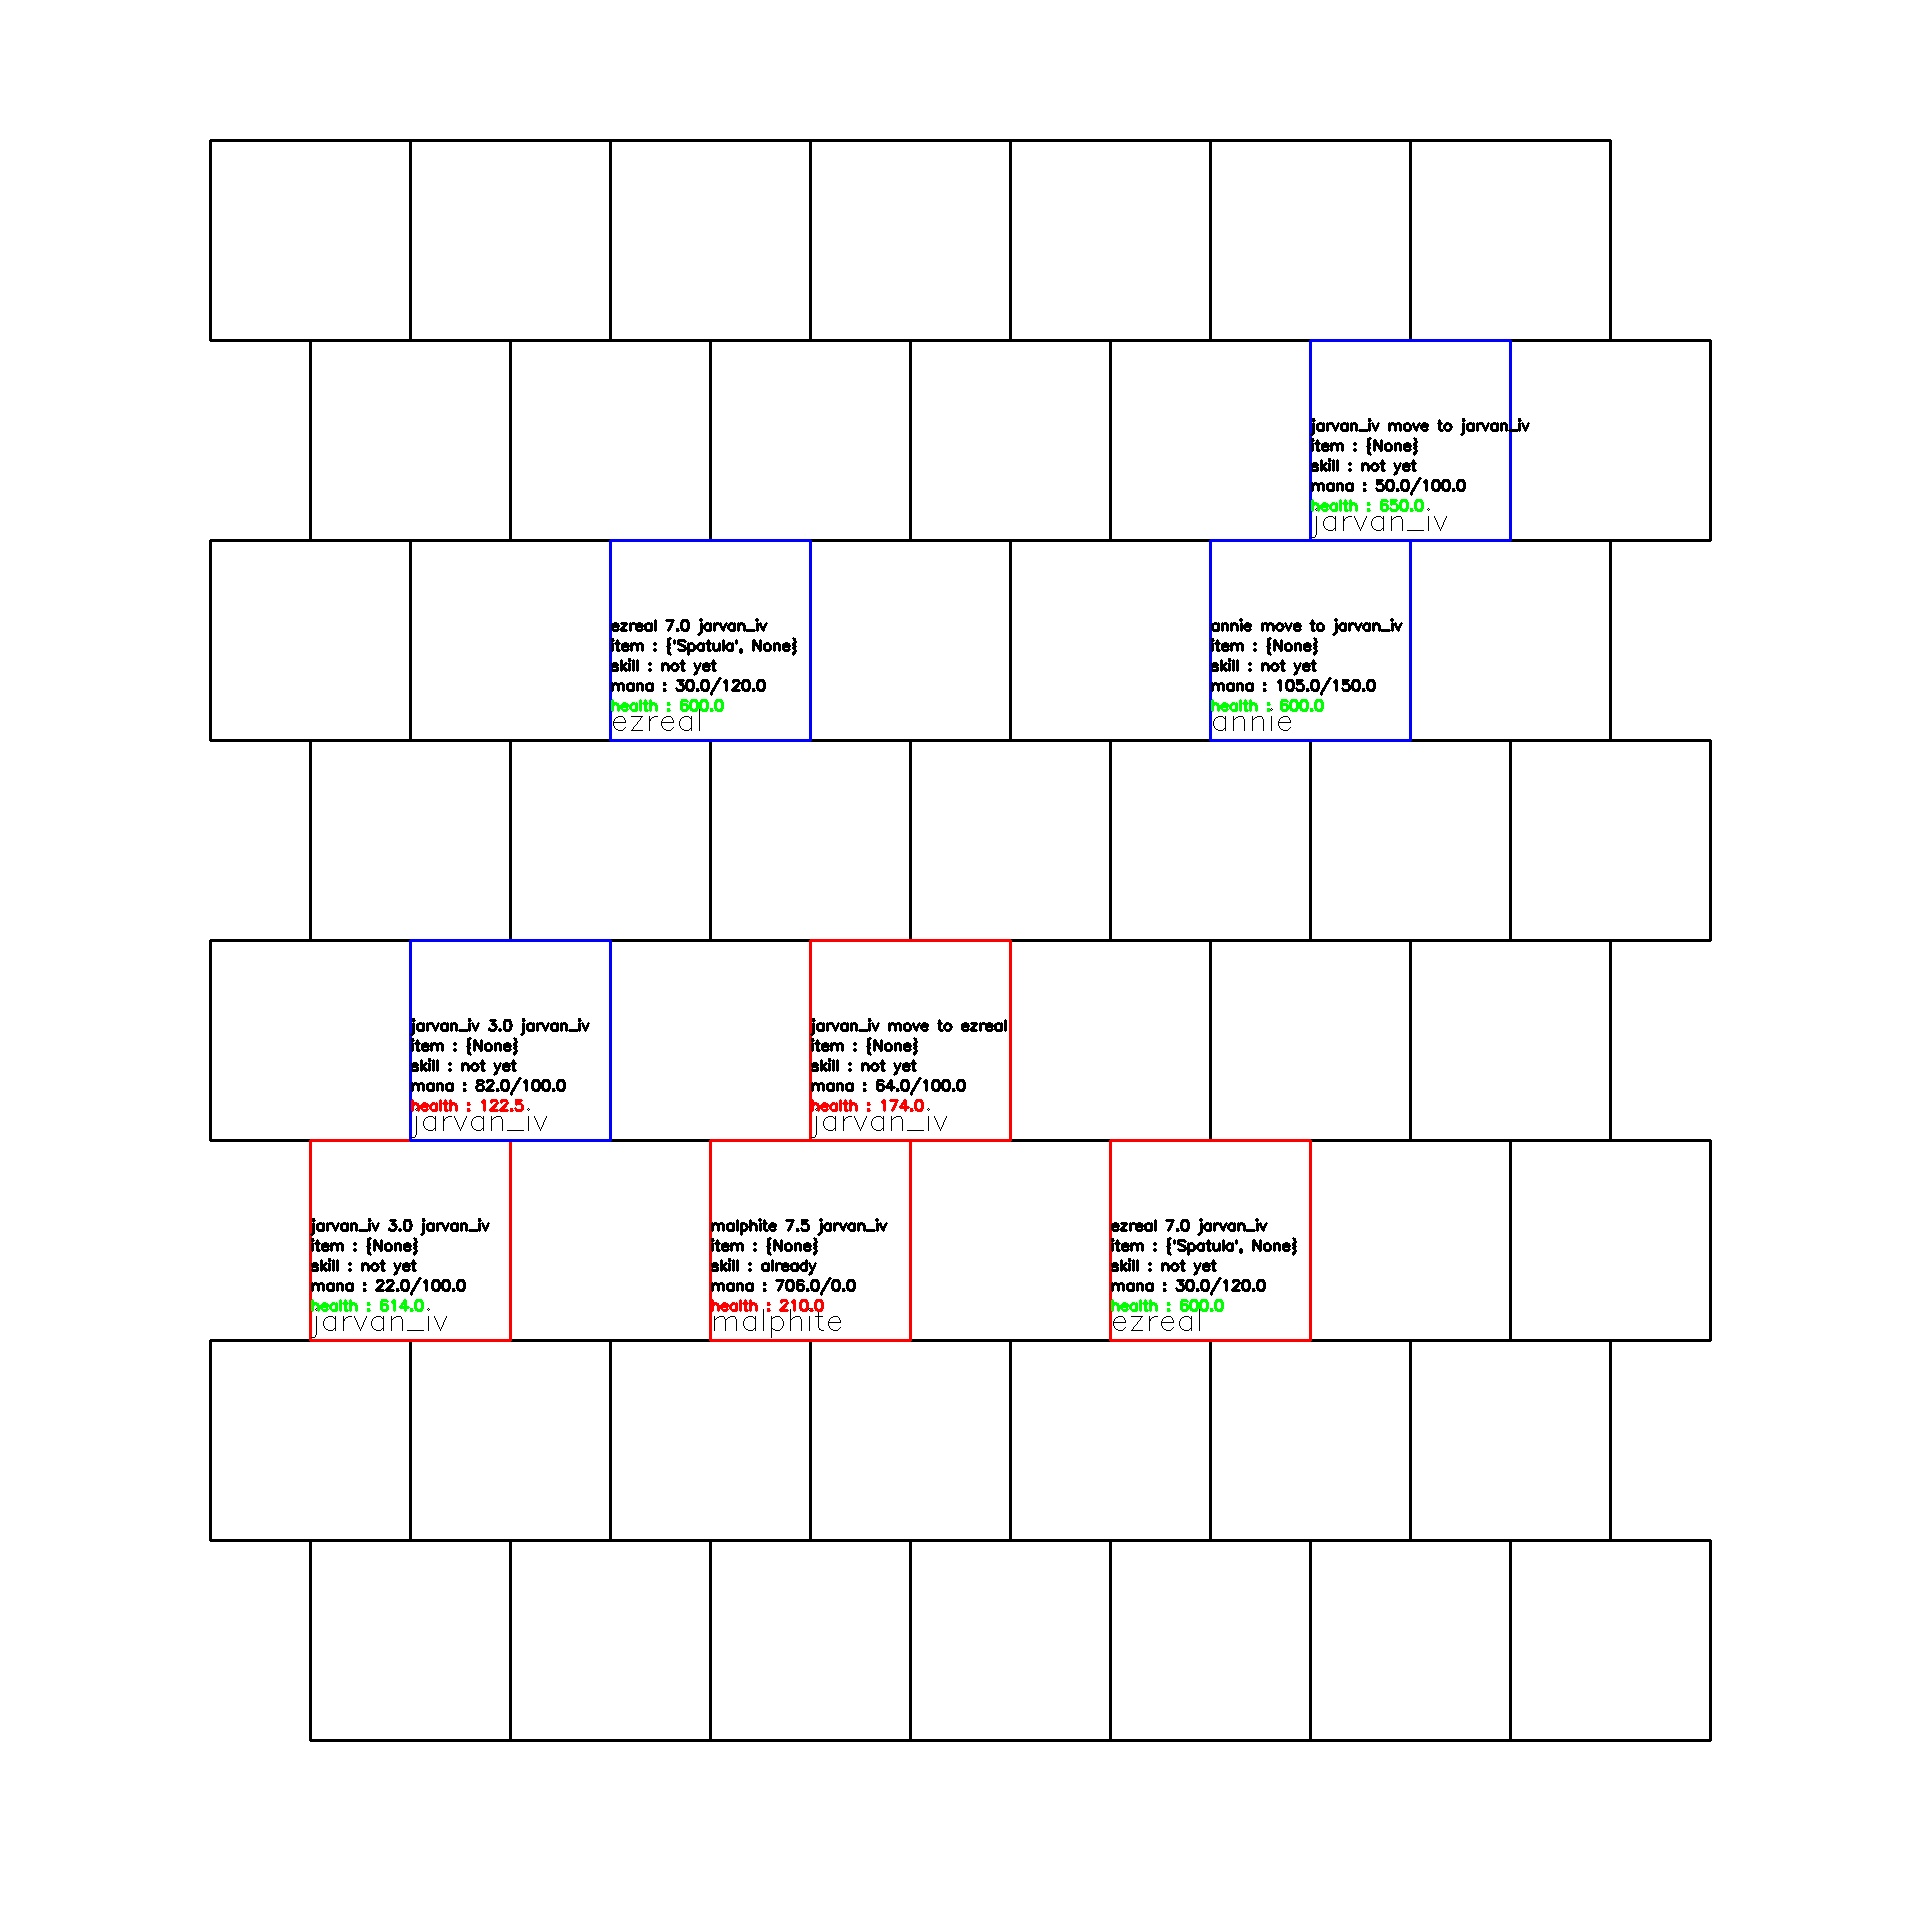 jarvan_iv move to jarvan_iv
item : {None}
skill : not yet
mana : 50.0/100.0
health : 650.0
jarvan_iv
ezreal 7.0 jarvan_iv
item : {'Spatula', None}
skill : not yet
mana : 30.0/120.0
health : 600.0
ezreal
annie move to jarvan_iv
item : {None}
skill : not yet
mana : 105.0/150.0
health : 600.0
annie
jarvan_iv 3.0 jarvan_iv
item : {None}
skill : not yet
mana : 82.0/100.0
health : 122.5
jarvan_iv
jarvan_iv move to ezreal
item : {None}
skill : not yet
mana : 64.0/100.0
health : 174.0
jarvan_iv
jarvan_iv 3.0 jarvan_iv
item : {None}
skill : not yet
mana : 22.0/100.0
health : 614.0
jarvan_iv
malphite 7.5 jarvan_iv
item : {None}
skill : already
mana : 706.0/0.0
health : 210.0
malphite
ezreal 7.0 jarvan_iv
item : {'Spatula', None}
skill : not yet
mana : 30.0/120.0
health : 600.0
ezreal